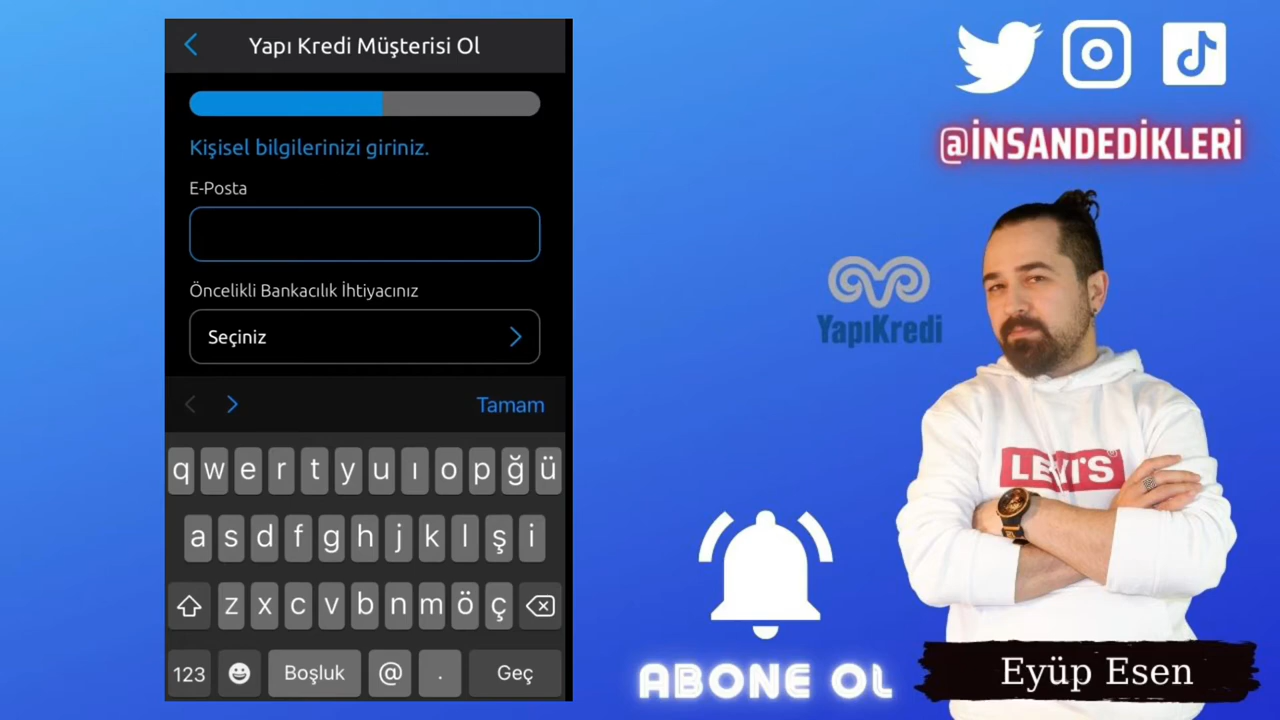 Yapı Kredi Müşterisi Ol
Kişisel bilgilerinizi giriniz.
E-Posta
Öncelikli Bankacılık İhtiyacınız
Seçiniz
Tamam
q w e r t y u ı o p ğ ü
a s d f g h j k l ş i
z x c v b n m ö ç
123 Boşluk @ . Geç
@İNSANDEDİKLERİ
YapıKredi
LEVI'S
ABONE OL
Eyüp Esen